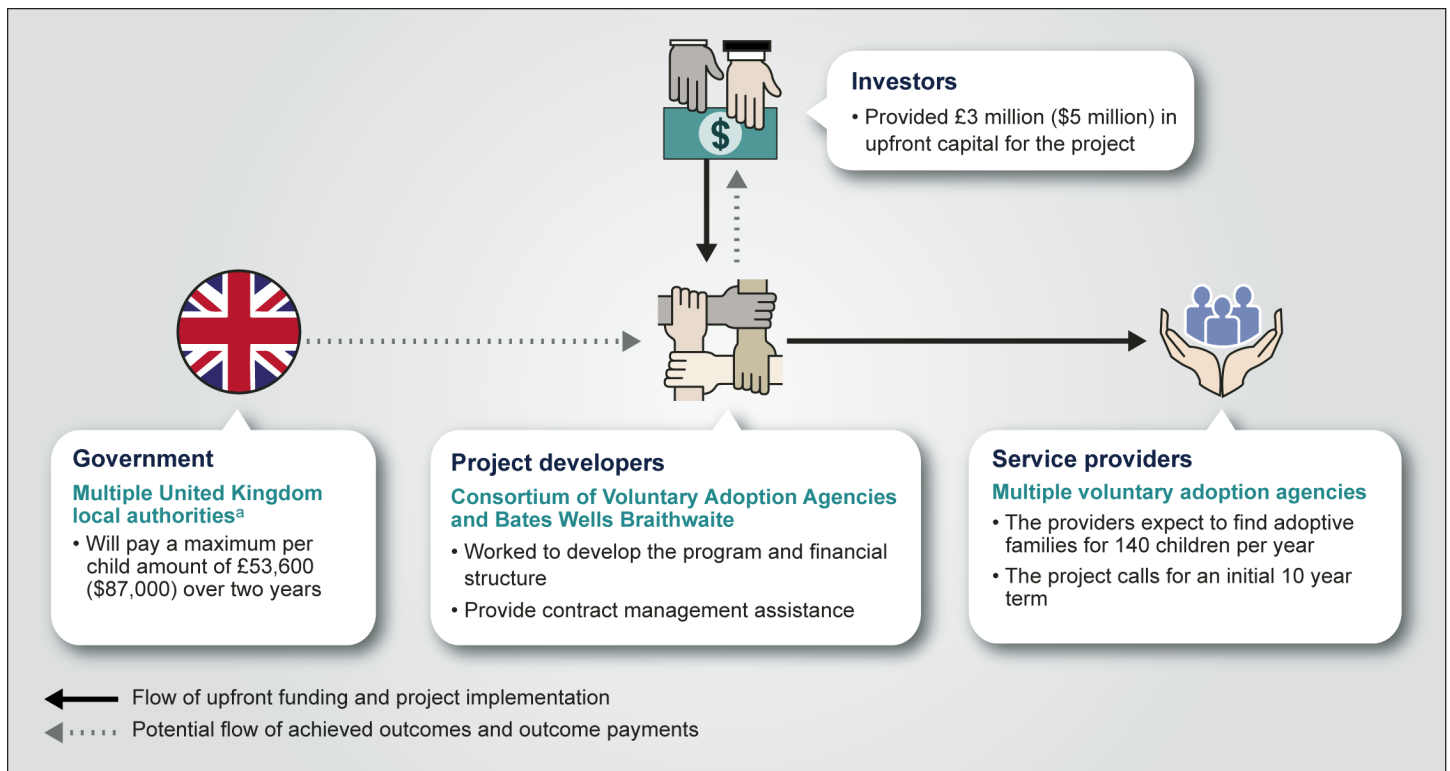 Investors
• Provided £3 million ($5 million) in
upfront capital for the project
$
Government
Multiple United Kingdom
local authoritiesa
• Will pay a maximum per
child amount of £53,600
($87,000) over two years
Project developers
Consortium of Voluntary Adoption Agencies
and Bates Wells Braithwaite
• Worked to develop the program and financial
structure
• Provide contract management assistance
Service providers
Multiple voluntary adoption agencies
• The providers expect to find adoptive
families for 140 children per year
• The project calls for an initial 10 year
term
Flow of upfront funding and project implementation
Potential flow of achieved outcomes and outcome payments